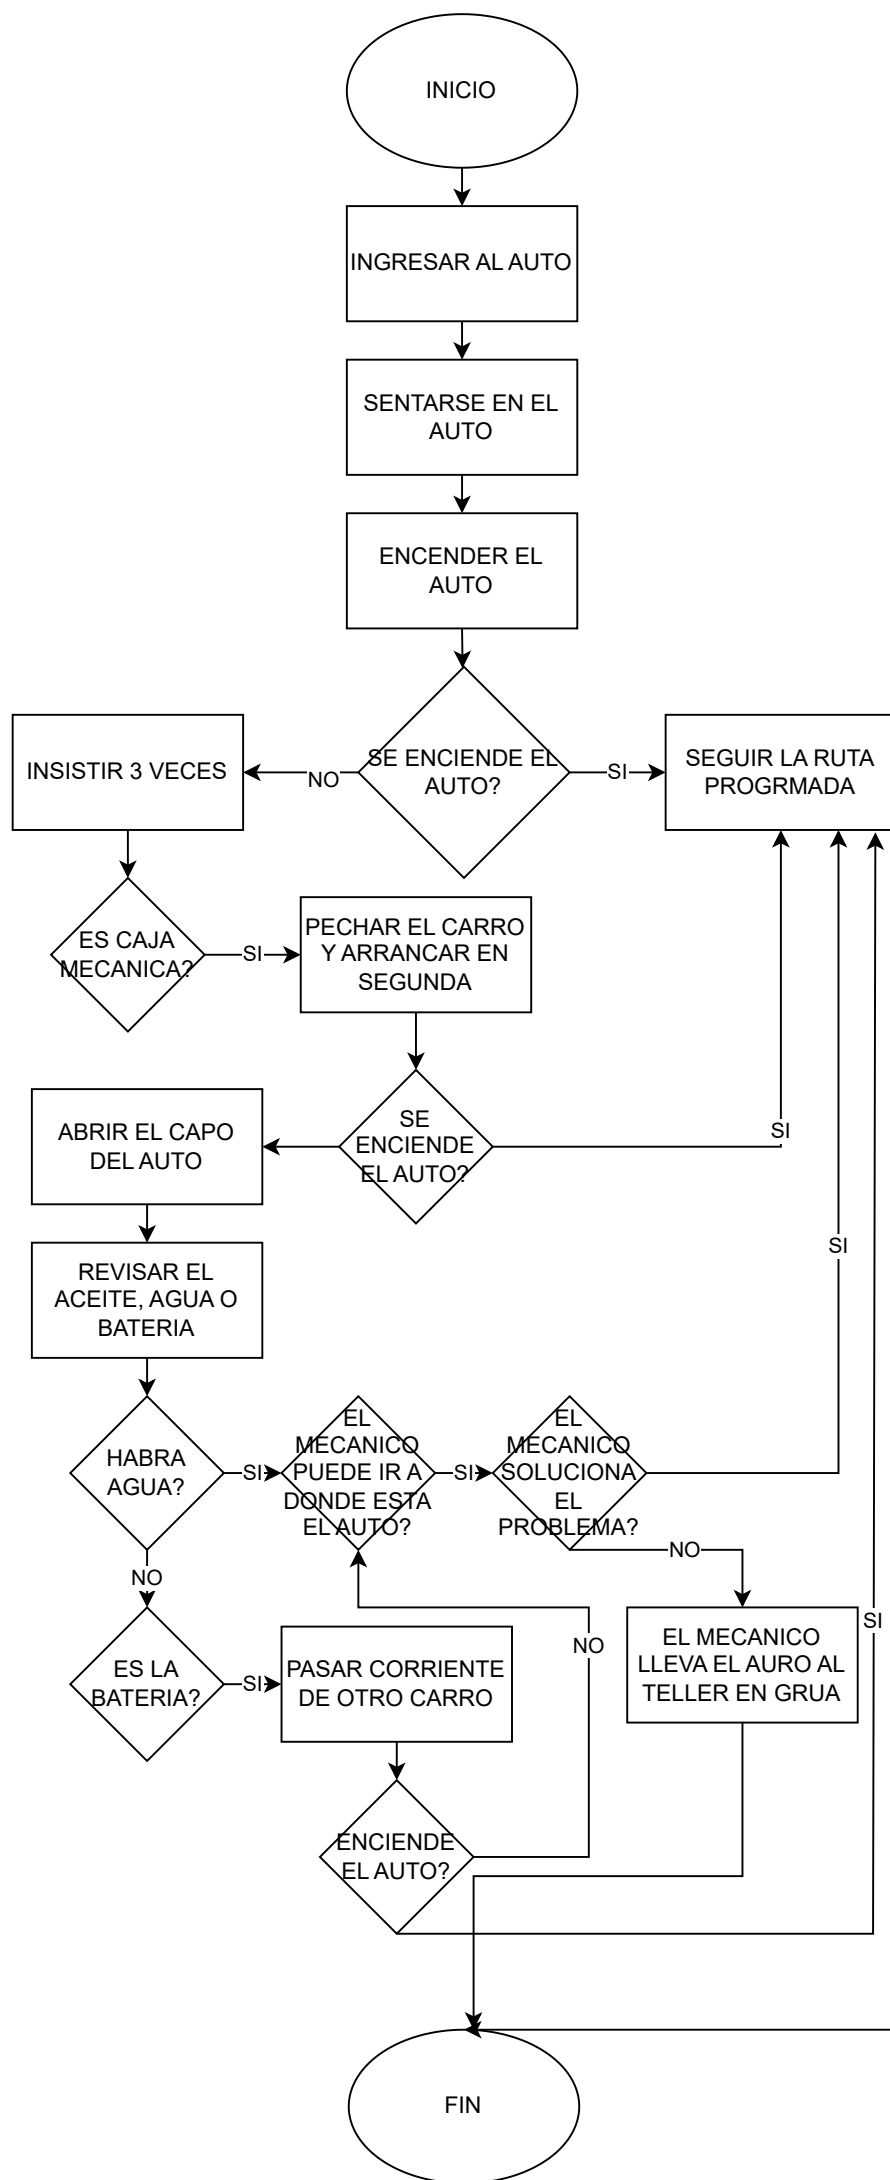 INICIO
INGRESAR AL AUTO
SENTARSE EN EL
AUTO
ENCENDER EL
AUTO
SE ENCIENDE EL
AUTO?
NO
SI
INSISTIR 3 VECES
SEGUIR LA RUTA
PROGRMADA
ES CAJA
MECANICA?
SI
PECHAR EL CARRO
Y ARRANCAR EN
SEGUNDA
SE
ENCIENDE
EL AUTO?
SI
ABRIR EL CAPO
DEL AUTO
REVISAR EL
ACEITE, AGUA O
BATERIA
SI
HABRA
AGUA?
SI
EL
MECANICO
PUEDE IR A
DONDE ESTA
EL AUTO?
SI
EL
MECANICO
SOLUCIONA
EL
PROBLEMA?
NO
NO
ES LA
BATERIA?
SI
PASAR CORRIENTE
DE OTRO CARRO
NO
EL MECANICO
LLEVA EL AURO AL
TELLER EN GRUA
SI
ENCIENDE
EL AUTO?
FIN